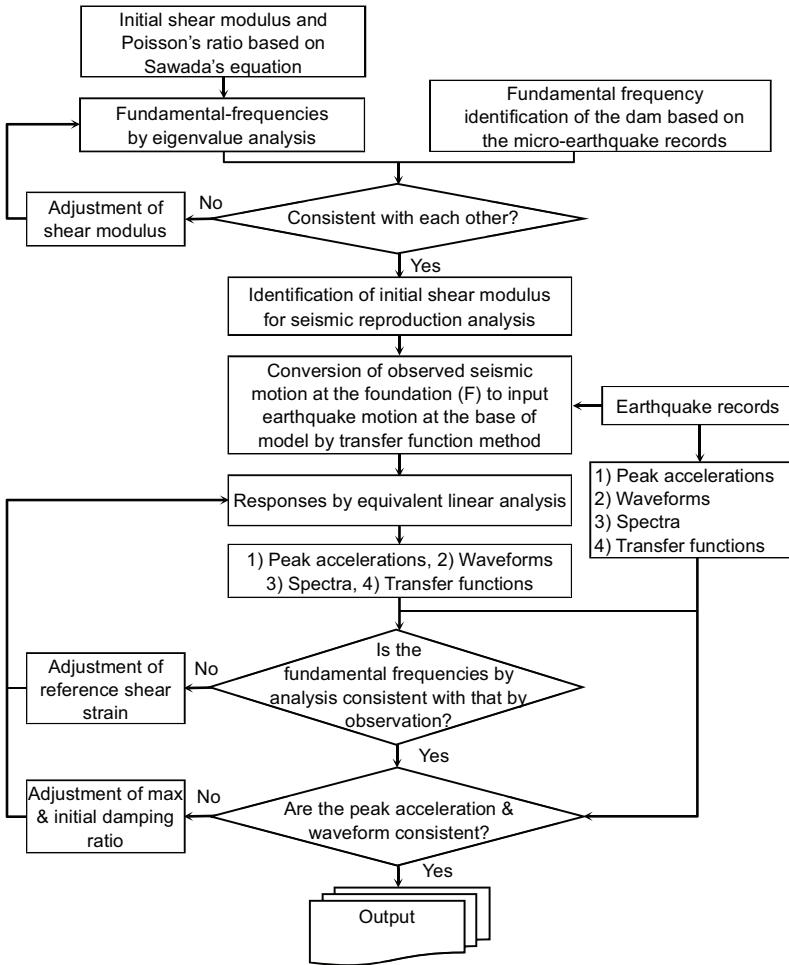 Initial shear modulus and
Poisson’s ratio based on
Sawada’s equation
Fundamental-frequencies
by eigenvalue analysis
Fundamental frequency
identification of the dam based on
the micro-earthquake records
Adjustment of
shear modulus
No
Consistent with each other?
Yes
Identification of initial shear modulus
for seismic reproduction analysis
Conversion of observed seismic
motion at the foundation (F) to input
earthquake motion at the base of
model by transfer function method
Earthquake records
1) Peak accelerations
2) Waveforms
3) Spectra
4) Transfer functions
Responses by equivalent linear analysis
1) Peak accelerations, 2) Waveforms
3) Spectra, 4) Transfer functions
Adjustment of
reference shear
strain
No
Is the
fundamental frequencies by
analysis consistent with that by
observation?
Yes
Adjustment of max
& initial damping
ratio
No
Are the peak acceleration &
waveform consistent?
Yes
Output